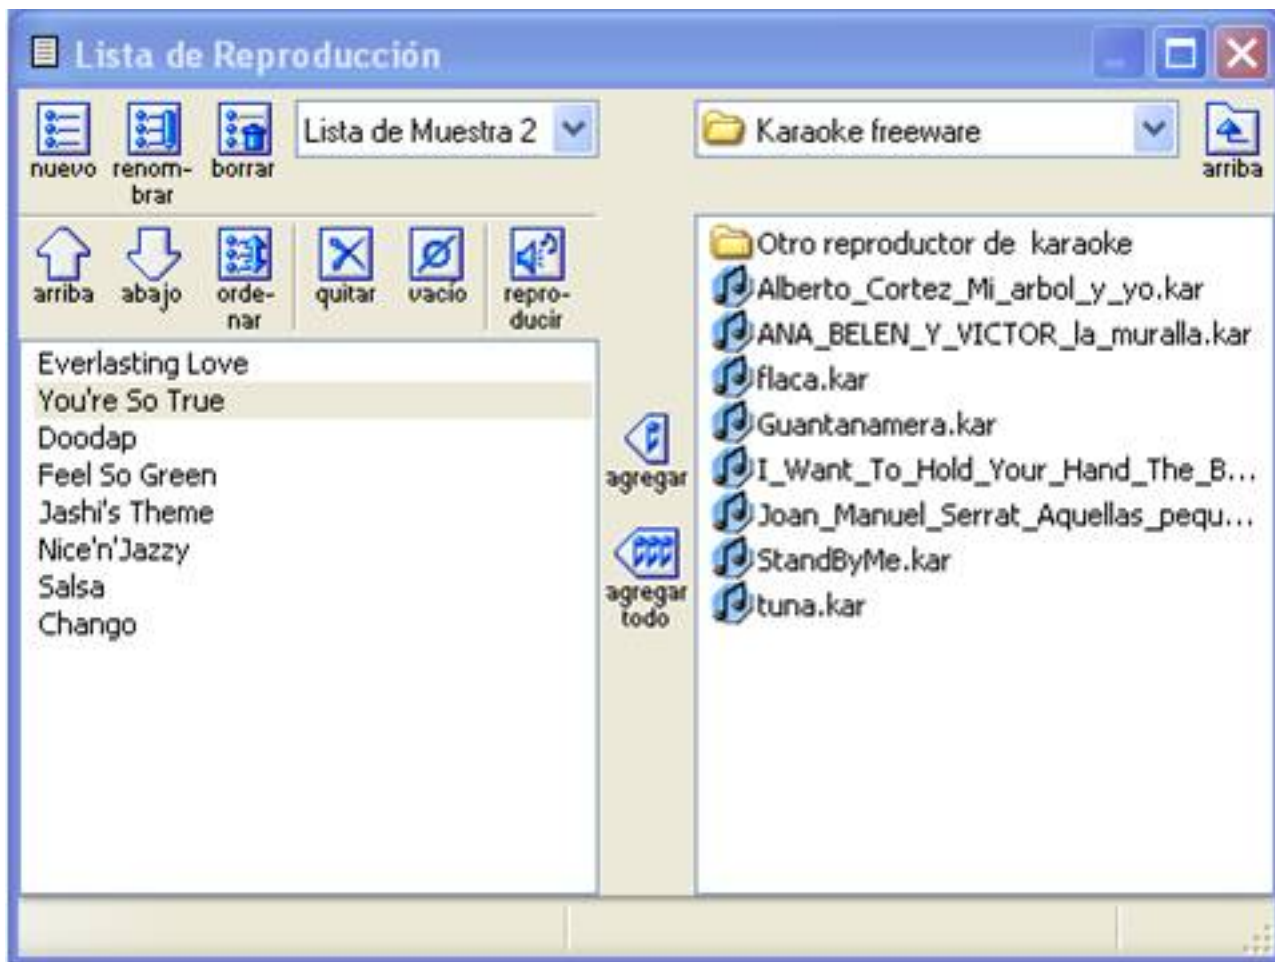 Lista de Reproducción
nuevo
renom-
brar
borrar
Lista de Muestra 2
Karaoke freeware
arriba
arriba
abajo
orde-
nar
quitar
vacío
repro-
ducir
Everlasting Love
You're So True
Doodap
Feel So Green
Jashi's Theme
Nice'n'Jazzy
Salsa
Chango
agregar
agregar
todo
Otro reproductor de karaoke
Alberto_Cortez_Mi_arbol_y_yo.kar
ANA_BELEN_Y_VICTOR_la_muralla.kar
flaca.kar
Guantanamera.kar
I_Want_To_Hold_Your_Hand_The_B...
Joan_Manuel_Serrat_Aquellas_pequ...
StandByMe.kar
tuna.kar